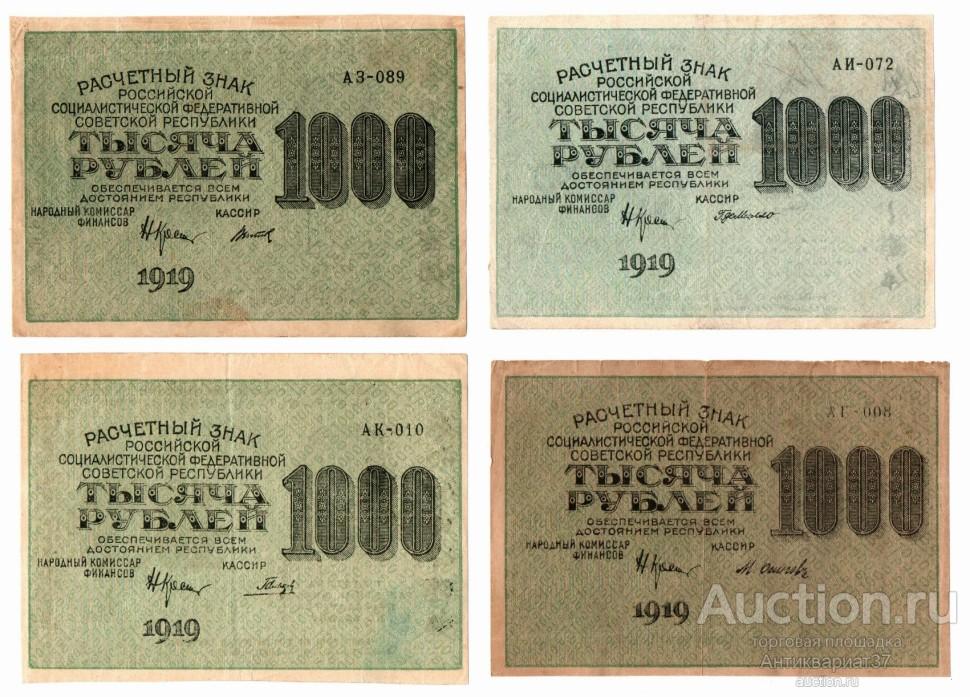 АЗ-089
РАСЧЕТНЫЙ ЗНАК
РОССИЙСКОЙ
СОЦИАЛИСТИЧЕСКОЙ ФЕДЕРАТИВНОЙ
СОВЕТСКОЙ РЕСПУБЛИКИ
ТЫСЯЧА
РУБЛЕЙ
1000
ОБЕСПЕЧИВАЕТСЯ ВСЕМ
ДОСТОЯНИЕМ РЕСПУБЛИКИ
НАРОДНЫЙ КОМИССАР
ФИНАНСОВ
КАССИР
1919
АИ-072
РАСЧЕТНЫЙ ЗНАК
РОССИЙСКОЙ
СОЦИАЛИСТИЧЕСКОЙ ФЕДЕРАТИВНОЙ
СОВЕТСКОЙ РЕСПУБЛИКИ
ТЫСЯЧА
РУБЛЕЙ
1000
ОБЕСПЕЧИВАЕТСЯ ВСЕМ
ДОСТОЯНИЕМ РЕСПУБЛИКИ
НАРОДНЫЙ КОМИССАР
ФИНАНСОВ
КАССИР
1919
АК-010
РАСЧЕТНЫЙ ЗНАК
РОССИЙСКОЙ
СОЦИАЛИСТИЧЕСКОЙ ФЕДЕРАТИВНОЙ
СОВЕТСКОЙ РЕСПУБЛИКИ
ТЫСЯЧА
РУБЛЕЙ
1000
ОБЕСПЕЧИВАЕТСЯ ВСЕМ
ДОСТОЯНИЕМ РЕСПУБЛИКИ
НАРОДНЫЙ КОМИССАР
ФИНАНСОВ
КАССИР
1919
АГ-008
РАСЧЕТНЫЙ ЗНАК
РОССИЙСКОЙ
СОЦИАЛИСТИЧЕСКОЙ ФЕДЕРАТИВНОЙ
СОВЕТСКОЙ РЕСПУБЛИКИ
ТЫСЯЧА
РУБЛЕЙ
1000
ОБЕСПЕЧИВАЕТСЯ ВСЕМ
ДОСТОЯНИЕМ РЕСПУБЛИКИ
НАРОДНЫЙ КОМИССАР
ФИНАНСОВ
КАССИР
1919
Auction.ru
торговая площадка
Антиквариат37
auction.ru